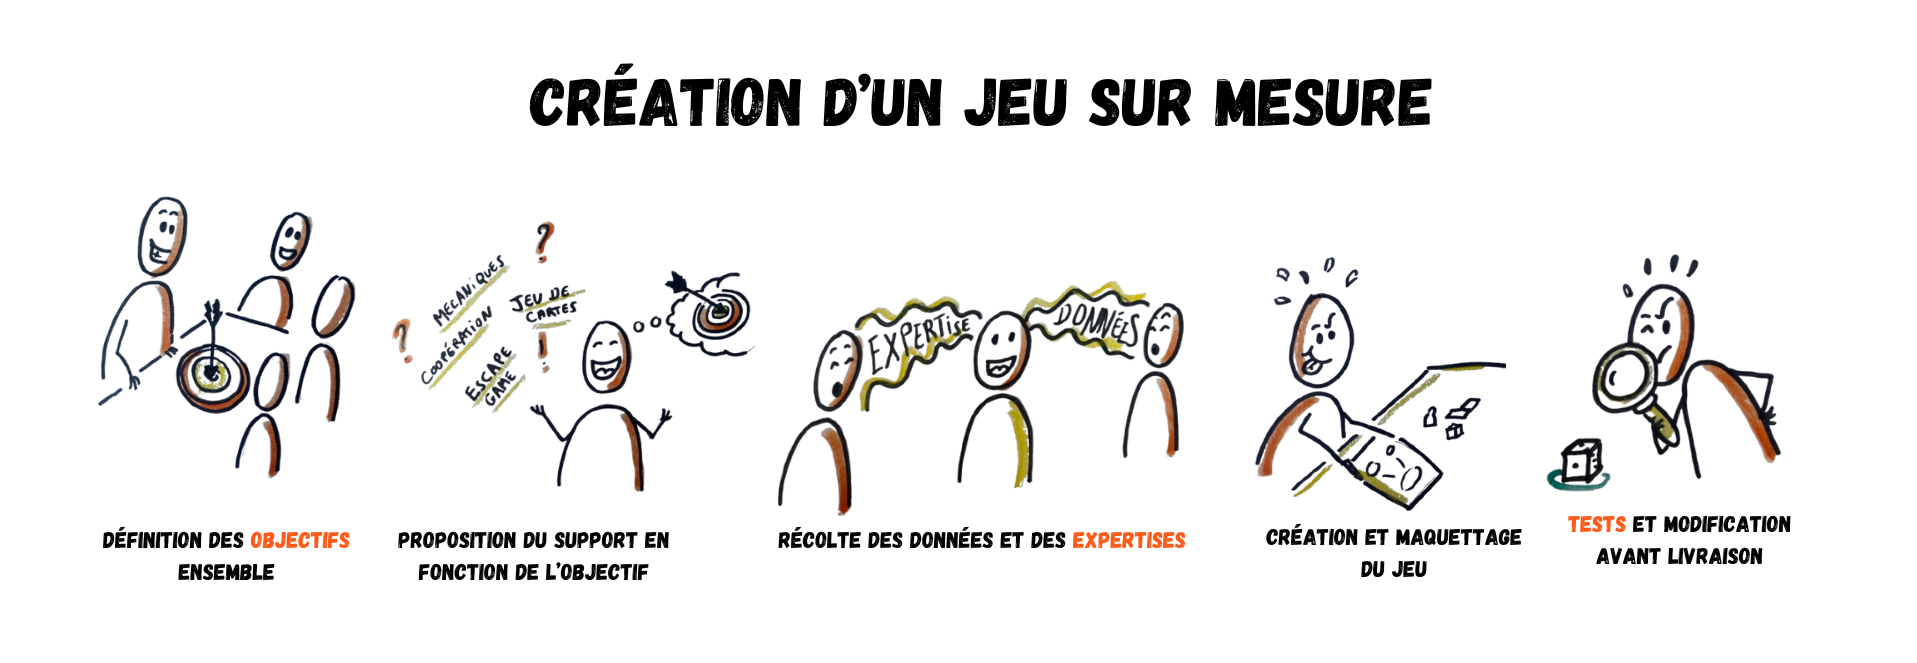 CRÉATION D'UN JEU SUR MESURE
?
MÉCANIQUES
JEU DE
CARTES
?
COOPÉRATION
!
ESCAPE
GAME
EXPERTISE
DONNÉES
DÉFINITION DES OBJECTIFS
ENSEMBLE
PROPOSITION DU SUPPORT EN
FONCTION DE L'OBJECTIF
RÉCOLTE DES DONNÉES ET DES EXPERTISES
CRÉATION ET MAQUETTAGE
DU JEU
TESTS ET MODIFICATION
AVANT LIVRAISON